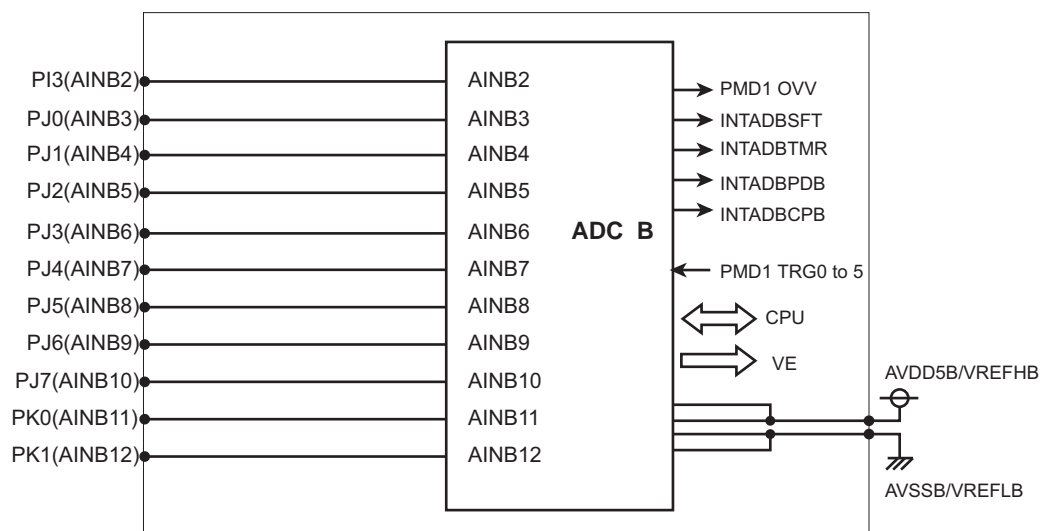 PI3(AINB2)
PJ0(AINB3)
PJ1(AINB4)
PJ2(AINB5)
PJ3(AINB6)
PJ4(AINB7)
PJ5(AINB8)
PJ6(AINB9)
PJ7(AINB10)
PK0(AINB11)
PK1(AINB12)
AINB2
AINB3
AINB4
AINB5
AINB6
AINB7
AINB8
AINB9
AINB10
AINB11
AINB12
ADC B
PMD1 OVV
INTADBSFT
INTADBTMR
INTADBPDB
INTADBCPB
PMD1 TRG0 to 5
CPU
VE
AVDD5B/VREFHB
AVSSB/VREFLB